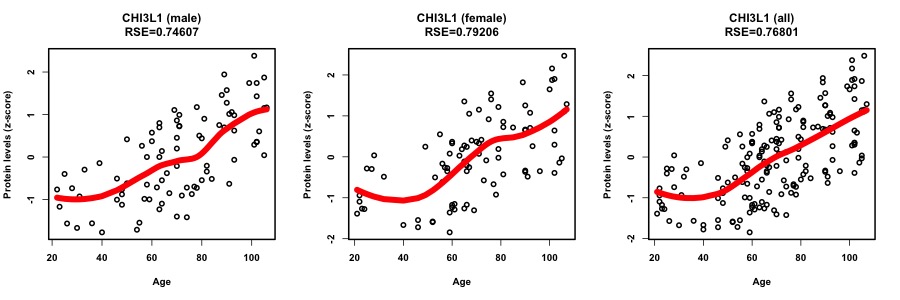 CHI3L1 (male)
RSE=0.74607
Protein levels (z-score)
2
1
0
-1
20
40
60
80
100
Age
CHI3L1 (female)
RSE=0.79206
Protein levels (z-score)
2
1
0
-1
-2
20
40
60
80
100
Age
CHI3L1 (all)
RSE=0.76801
Protein levels (z-score)
2
1
0
-1
-2
20
40
60
80
100
Age